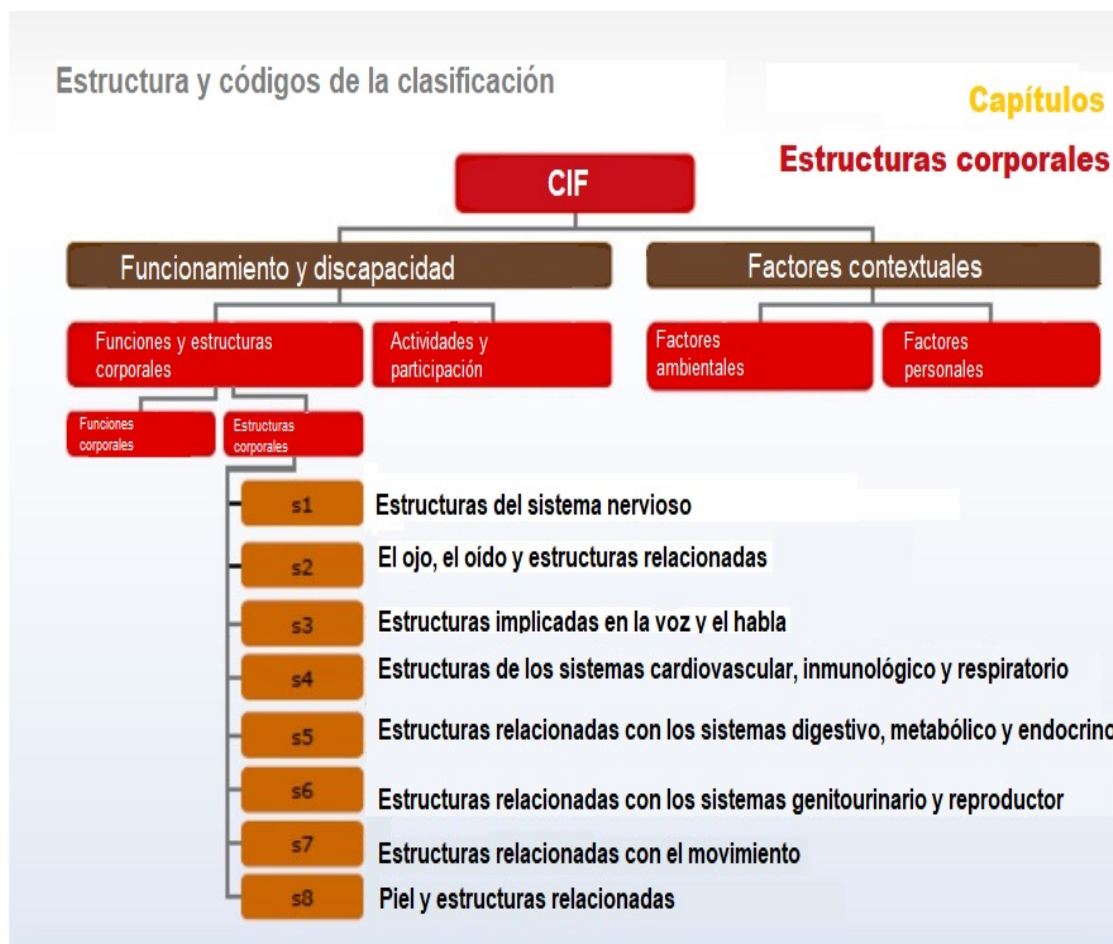 Estructura y códigos de la clasificación
Capítulos
Estructuras corporales
CIF
Funcionamiento y discapacidad
Factores contextuales
Funciones y estructuras
corporales
Actividades y
participación
Factores
ambientales
Factores
personales
Funciones
corporales
Estructuras
corporales
s1 Estructuras del sistema nervioso
s2 El ojo, el oído y estructuras relacionadas
s3 Estructuras implicadas en la voz y el habla
s4 Estructuras de los sistemas cardiovascular, inmunológico y respiratorio
s5 Estructuras relacionadas con los sistemas digestivo, metabólico y endocrino
s6 Estructuras relacionadas con los sistemas genitourinario y reproductor
s7 Estructuras relacionadas con el movimiento
s8 Piel y estructuras relacionadas